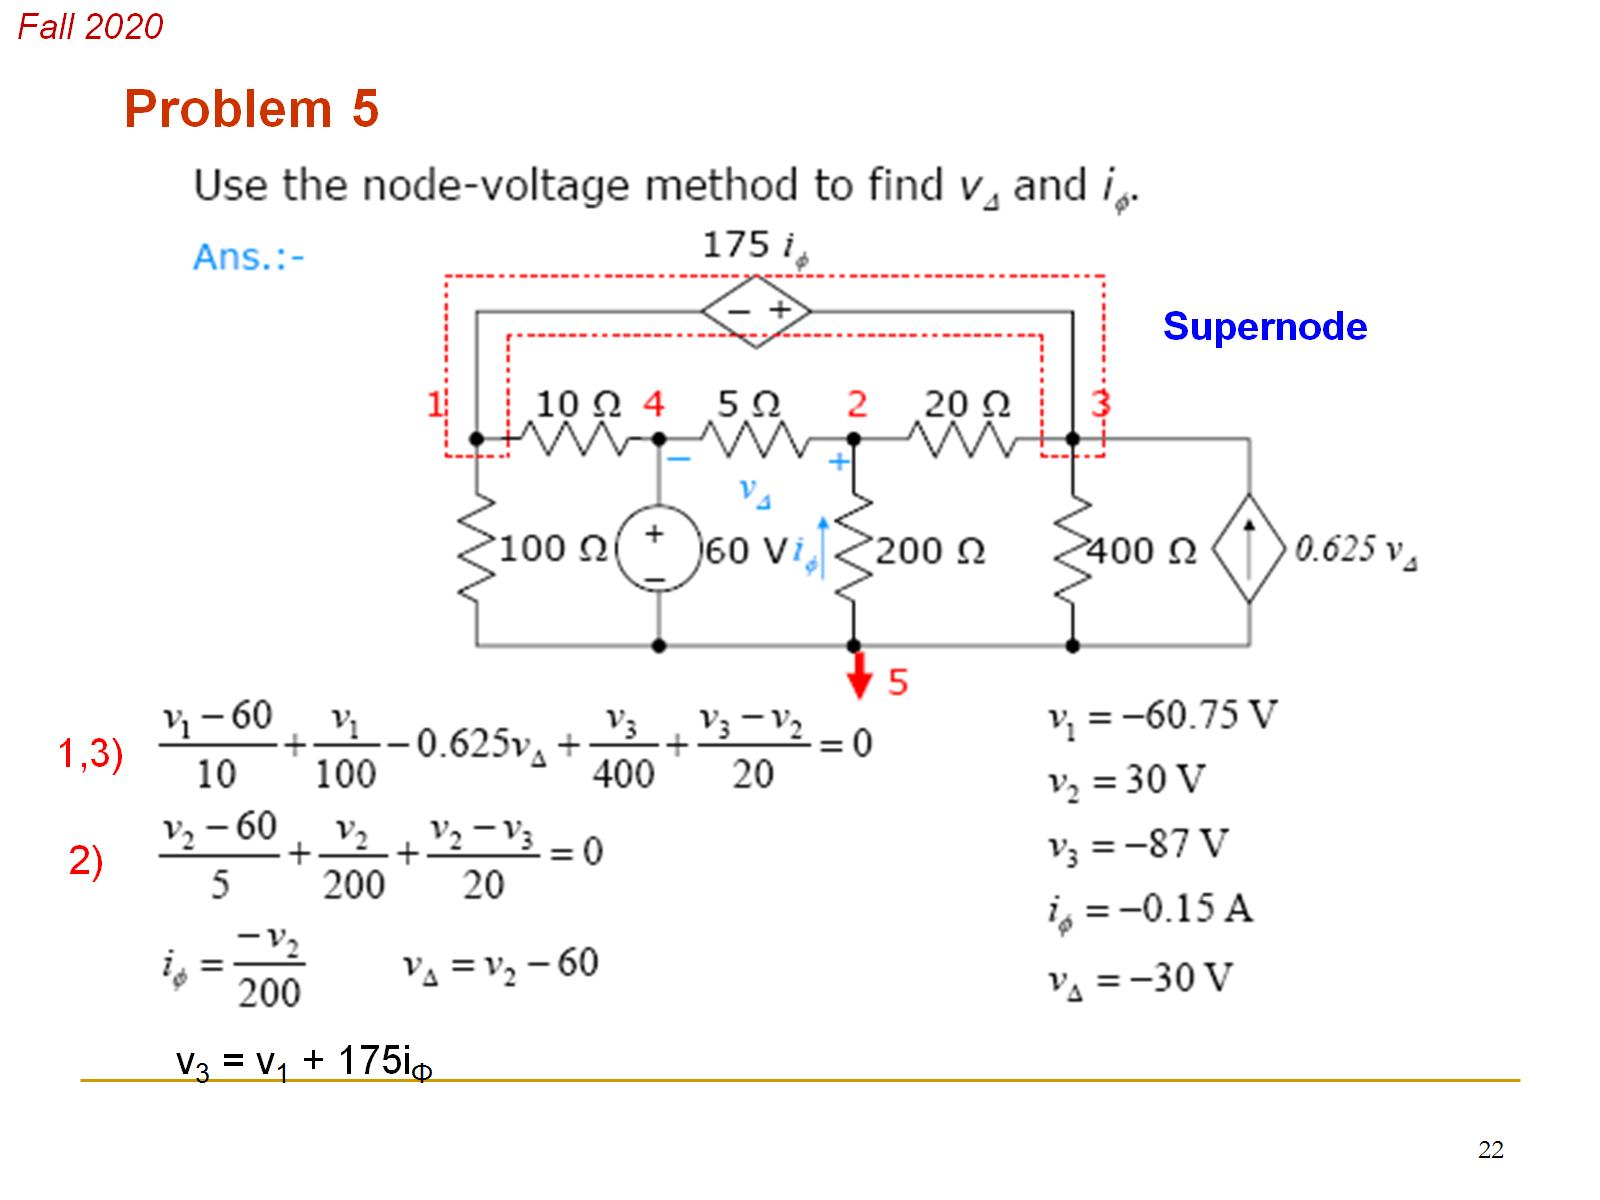 Fall 2020
Problem 5
Use the node-voltage method to find v_Δ and i_ϕ.
Ans.:-
175 i_ϕ
− +
Supernode
1 10 Ω 4 5 Ω 2 20 Ω 3
− +
v_Δ
100 Ω + − 60 V i_ϕ 200 Ω 400 Ω 0.625 v_Δ
5
1,3) (v₁ − 60)/10 + v₁/100 − 0.625v_Δ + v₃/400 + (v₃ − v₂)/20 = 0
2) (v₂ − 60)/5 + v₂/200 + (v₂ − v₃)/20 = 0
i_ϕ = −v₂/200 v_Δ = v₂ − 60
v₃ = v₁ + 175i_Φ
v₁ = −60.75 V
v₂ = 30 V
v₃ = −87 V
i_ϕ = −0.15 A
v_Δ = −30 V
22